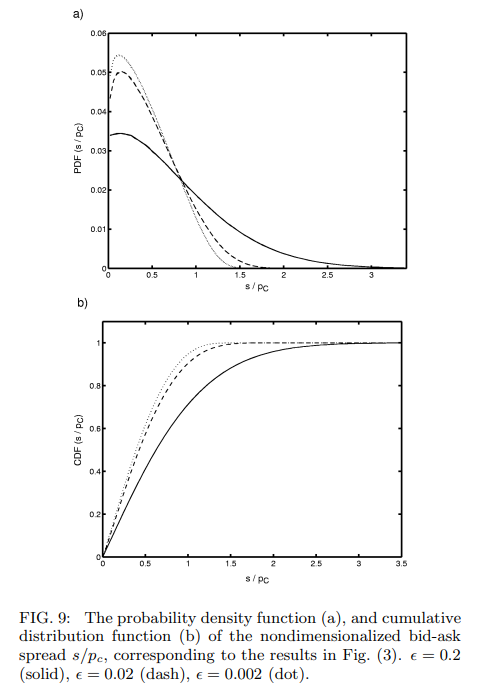 a)
0.06
0.05
0.04
0.03
0.02
0.01
0
PDF (s / pC)
0 0.5 1 1.5 2 2.5 3
s / pC
b)
1
0.8
0.6
0.4
0.2
0
CDF (s / pC)
0 0.5 1 1.5 2 2.5 3 3.5
s / pC
FIG. 9: The probability density function (a), and cumulative
distribution function (b) of the nondimensionalized bid-ask
spread s/pc, corresponding to the results in Fig. (3). ϵ = 0.2
(solid), ϵ = 0.02 (dash), ϵ = 0.002 (dot).